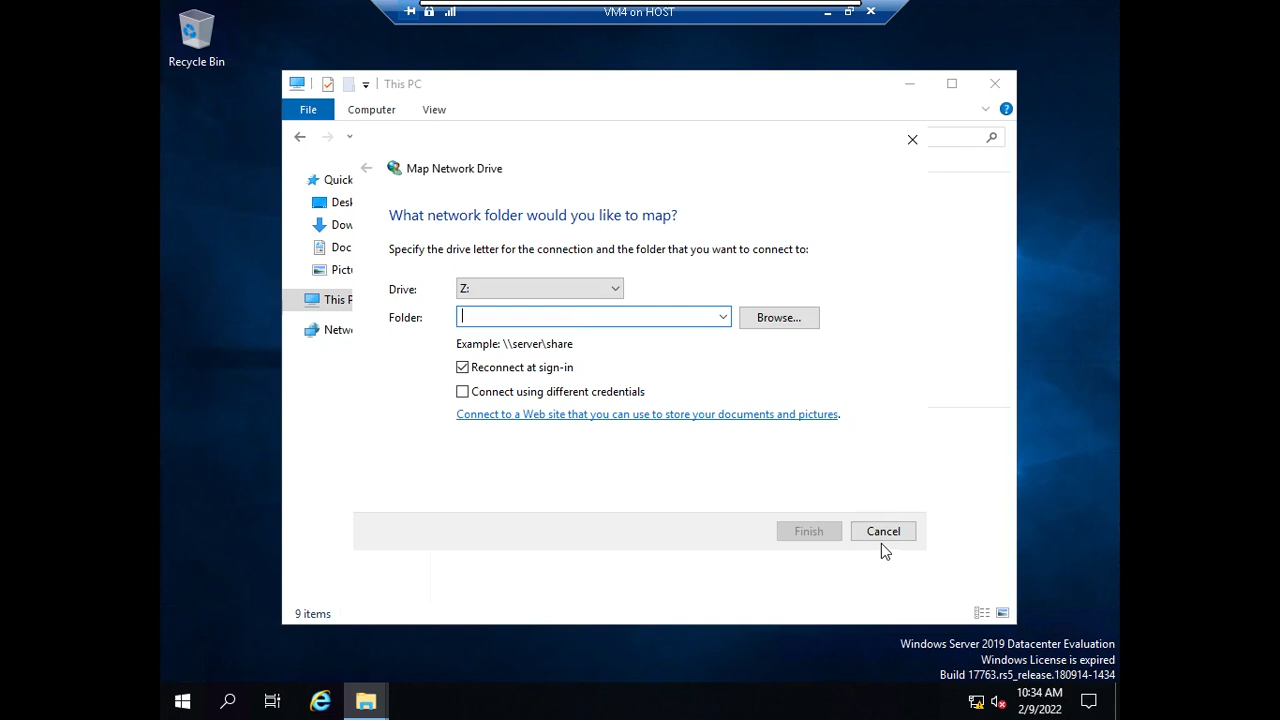 VM4 on HOST
Recycle Bin
This PC
File
Computer
View
Map Network Drive
Quick
Desk
Dow
Doc
Pictu
This P
Netwo
What network folder would you like to map?
Specify the drive letter for the connection and the folder that you want to connect to:
Drive:
Z:
Folder:
Browse...
Example: \\server\share
Reconnect at sign-in
Connect using different credentials
Connect to a Web site that you can use to store your documents and pictures.
Finish
Cancel
9 items
Windows Server 2019 Datacenter Evaluation
Windows License is expired
Build 17763.rs5_release.180914-1434
10:34 AM
2/9/2022